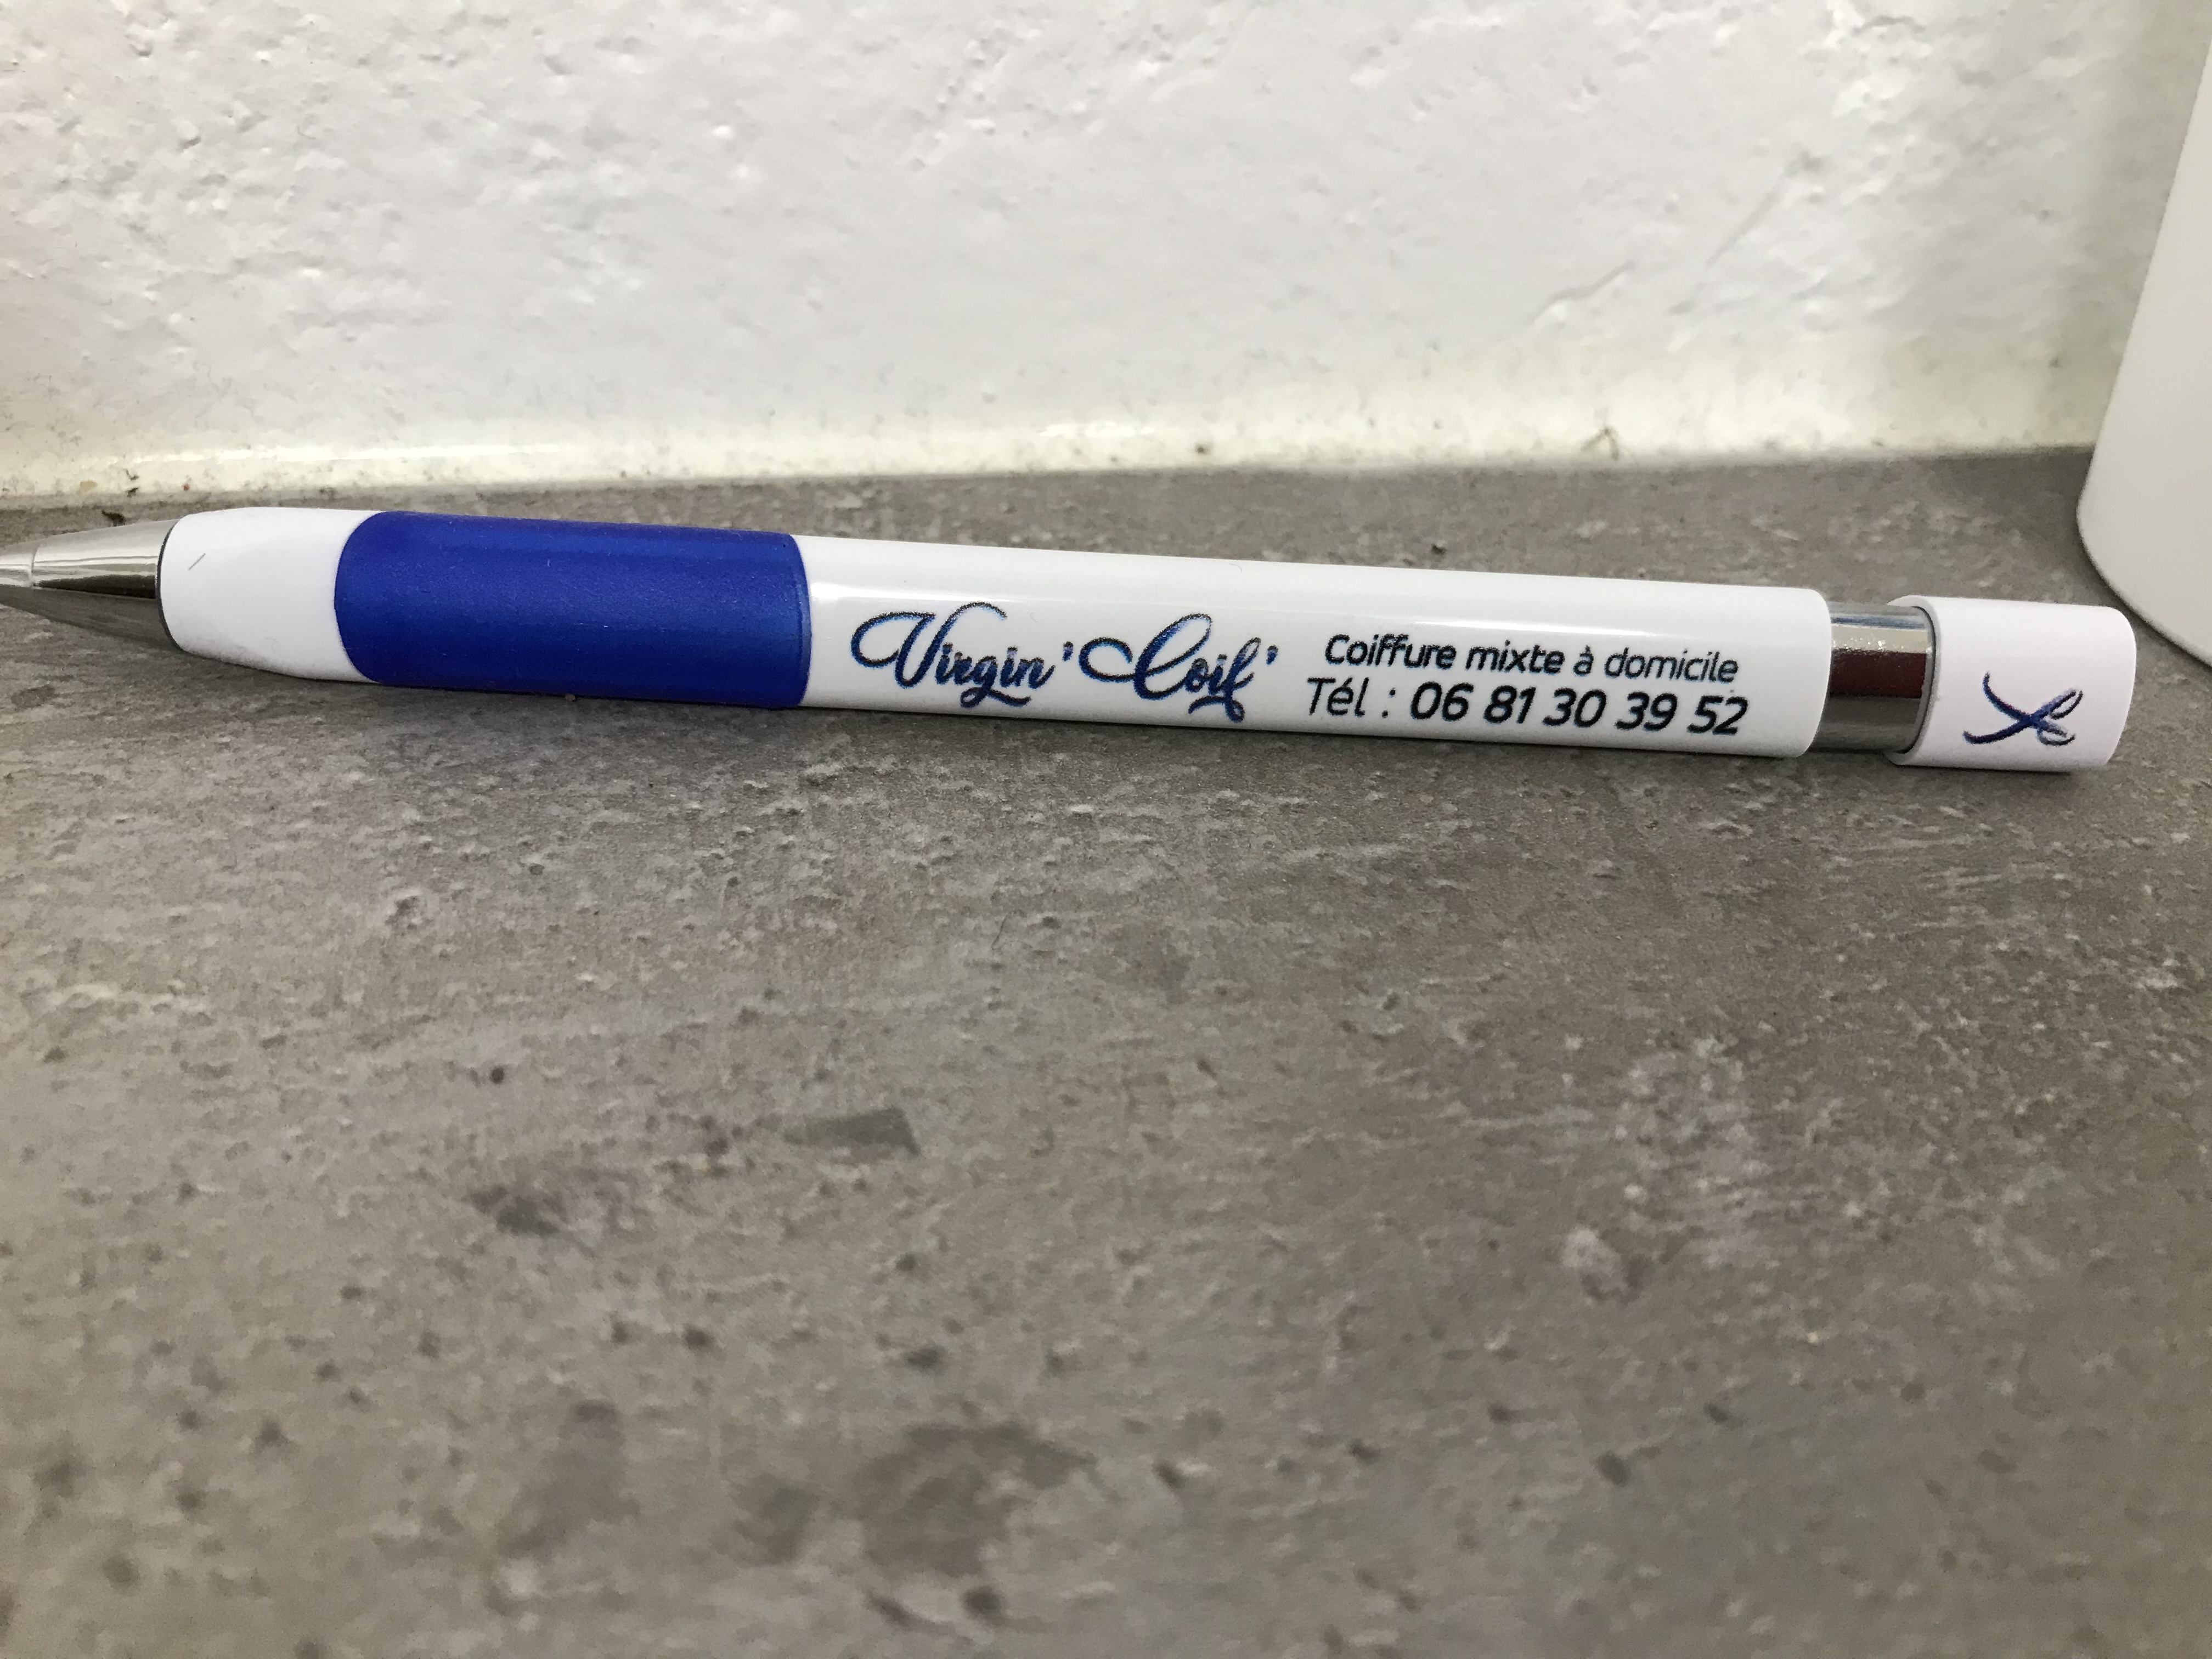 Virgin' Coif'
Coiffure mixte à domicile
Tél : 06 81 30 39 52